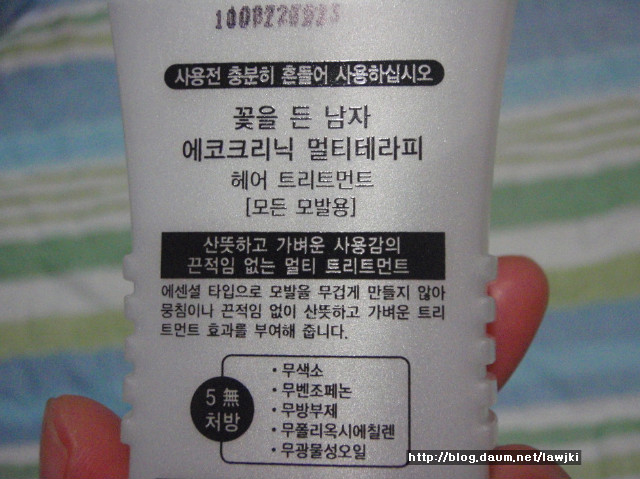 사용전 충분히 흔들어 사용하십시오
꽃을 든 남자
에코크리닉 멀티테라피
헤어 트리트먼트
[모든 모발용]
산뜻하고 가벼운 사용감의
끈적임 없는 멀티 트리트먼트
에센셜 타입으로 모발을 무겁게 만들지 않아
뭉침이나 끈적임 없이 산뜻하고 가벼운 트리
트먼트 효과를 부여해 줍니다.
5 無
처방
· 무색소
· 무벤조페논
· 무방부제
· 무폴리옥시에칠렌
· 무광물성오일
http://blog.daum.net/lawjki